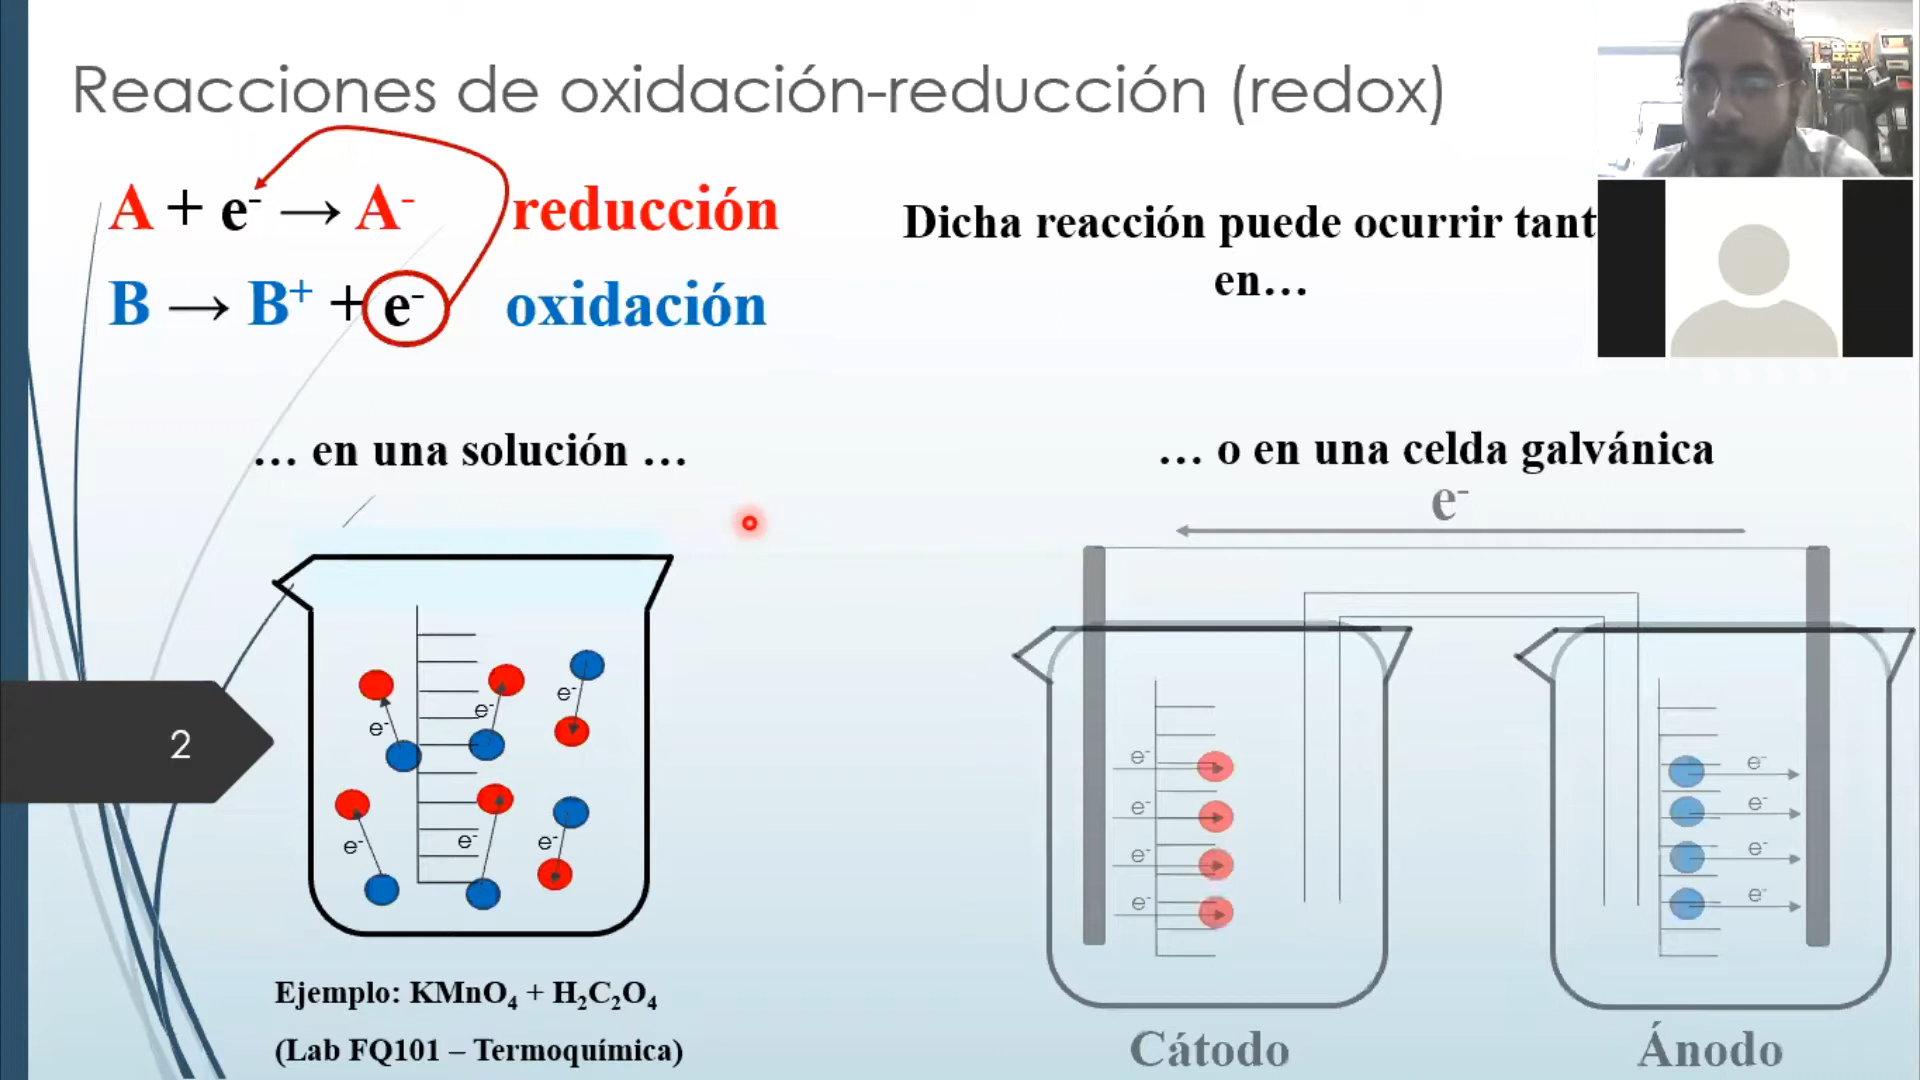 Reacciones de oxidación-reducción (redox)
A + e⁻ → A⁻ reducción
B → B⁺ + e⁻ oxidación
Dicha reacción puede ocurrir tant
en…
… en una solución …
… o en una celda galvánica
e⁻
e⁻
e⁻
e⁻
e⁻
e⁻
e⁻
2
Ejemplo: KMnO₄ + H₂C₂O₄
(Lab FQ101 – Termoquímica)
e⁻
e⁻
e⁻
e⁻
Cátodo
e⁻
e⁻
e⁻
e⁻
Ánodo